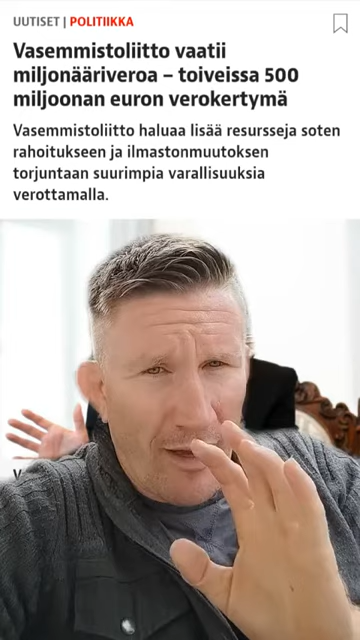 UUTISET | POLITIIKKA
Vasemmistoliitto vaatii
miljonääriveroa – toiveissa 500
miljoonan euron verokertymä
Vasemmistoliitto haluaa lisää resursseja soten
rahoitukseen ja ilmastonmuutoksen
torjuntaan suurimpia varallisuuksia
verottamalla.